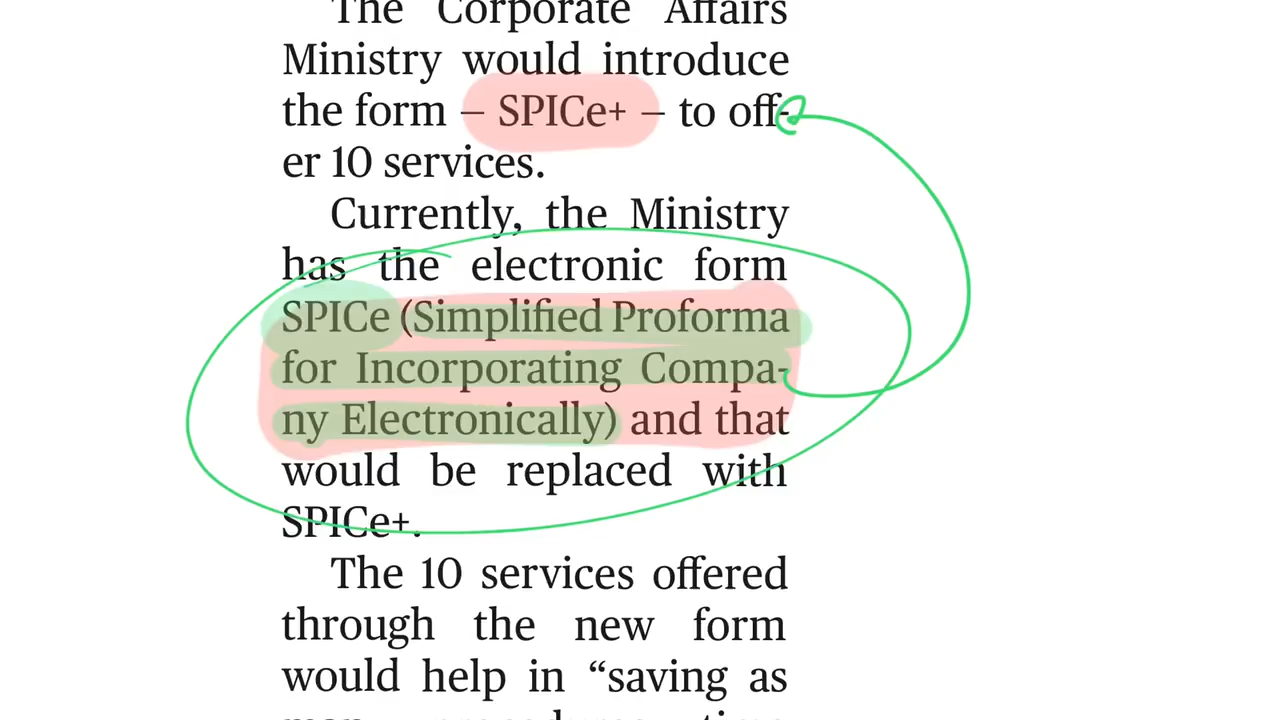 The Corporate Affairs
Ministry would introduce
the form – SPICe+ – to off-
er 10 services.
Currently, the Ministry
has the electronic form
SPICe (Simplified Proforma
for Incorporating Compa-
ny Electronically) and that
would be replaced with
SPICe+.
The 10 services offered
through the new form
would help in “saving as